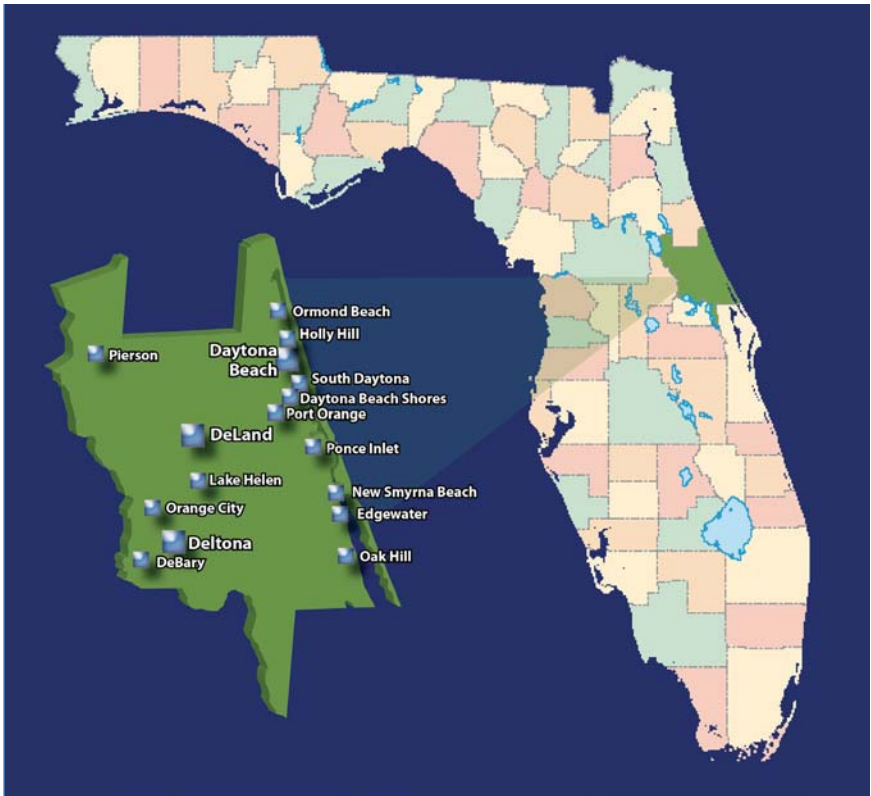 Ormond Beach
Holly Hill
Daytona
Beach
Pierson
South Daytona
Daytona Beach Shores
Port Orange
DeLand
Ponce Inlet
Lake Helen
New Smyrna Beach
Orange City
Edgewater
Deltona
DeBary
Oak Hill